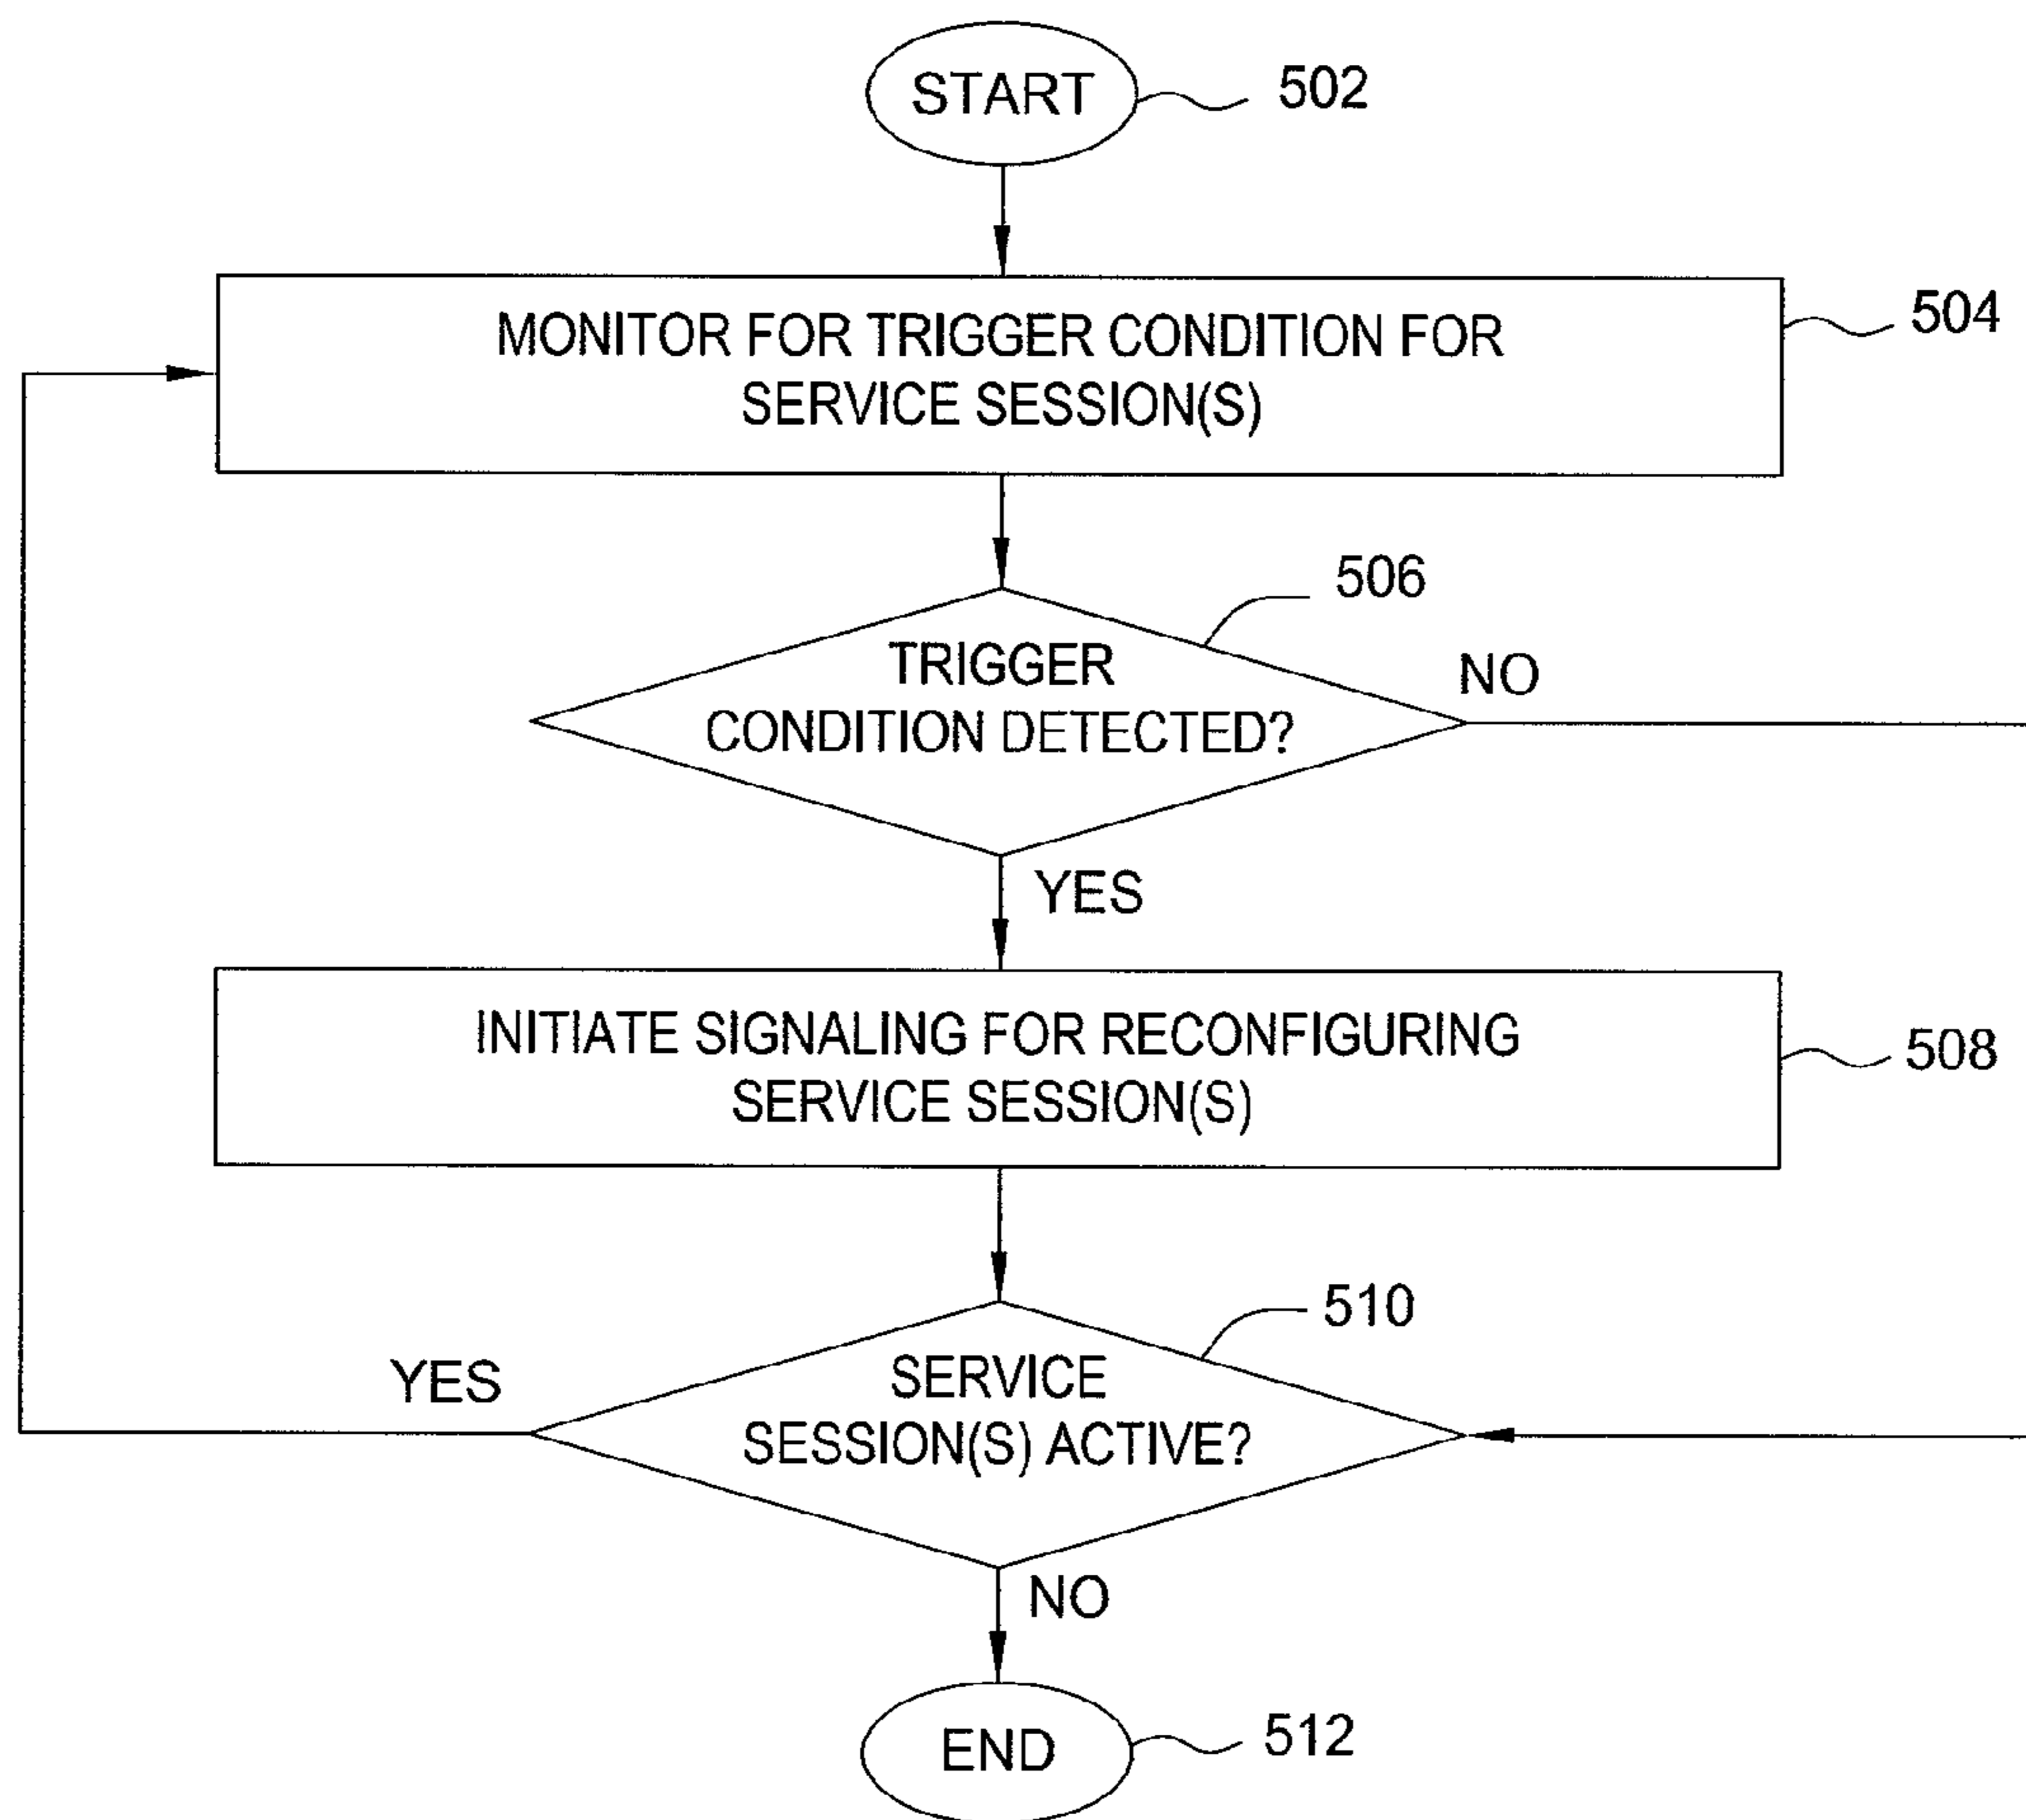 START
502
MONITOR FOR TRIGGER CONDITION FOR
SERVICE SESSION(S)
504
506
TRIGGER
CONDITION DETECTED?
NO
YES
INITIATE SIGNALING FOR RECONFIGURING
SERVICE SESSION(S)
508
510
SERVICE
SESSION(S) ACTIVE?
YES
NO
END
512